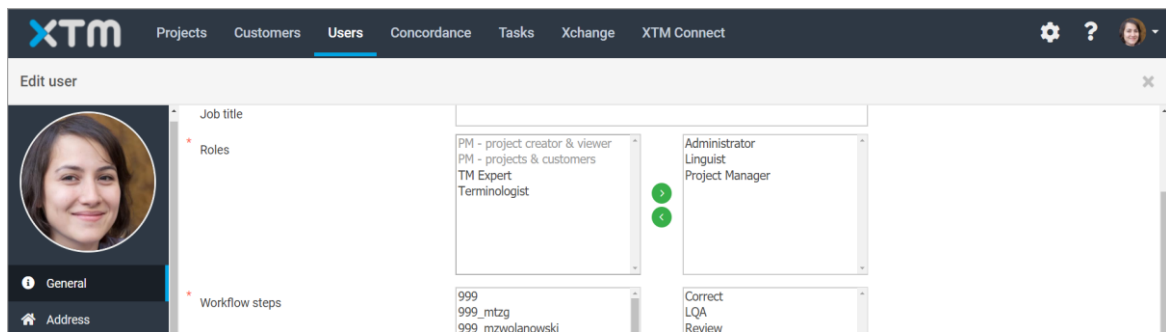 XTM Projects Customers Users Concordance Tasks Xchange XTM Connect ?
Edit user
Job title
* Roles
PM - project creator & viewer
PM - projects & customers
TM Expert
Terminologist
Administrator
Linguist
Project Manager
General
Address
* Workflow steps
999
999_mtzg
999_mzwolanowski
Correct
LQA
Review